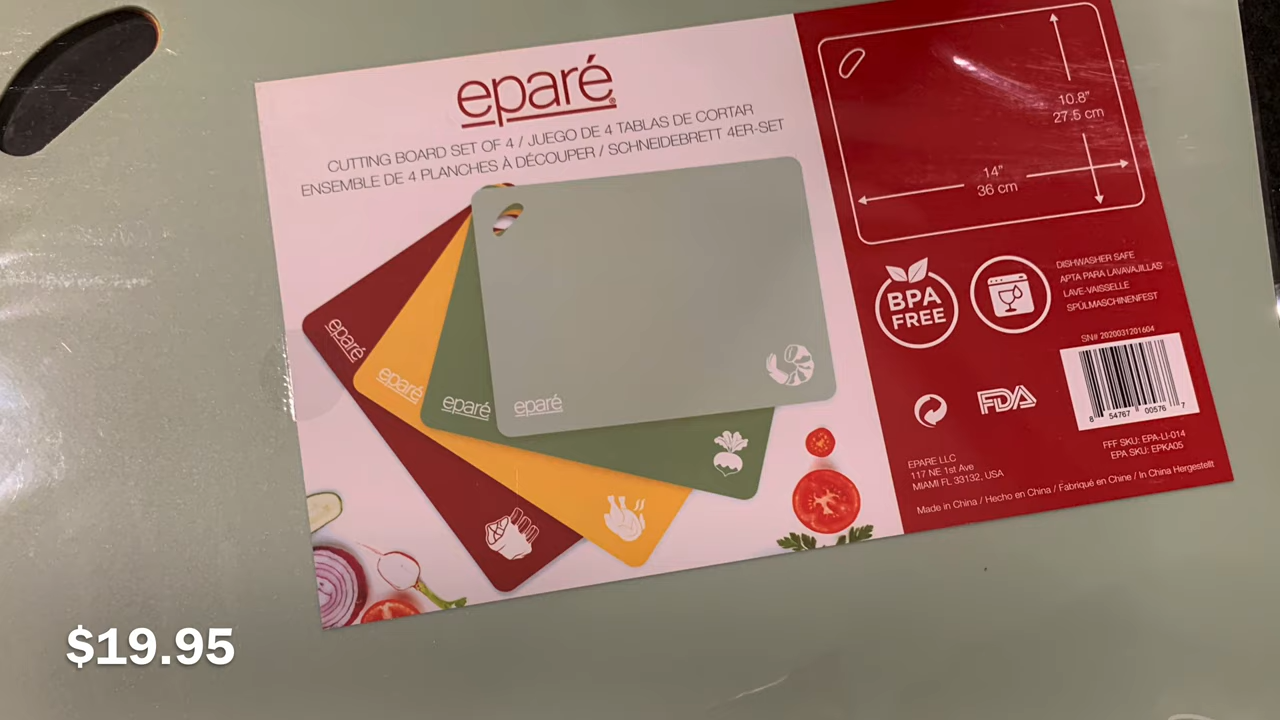 eparé
CUTTING BOARD SET OF 4 / JUEGO DE 4 TABLAS DE CORTAR
ENSEMBLE DE 4 PLANCHES À DÉCOUPER / SCHNEIDEBRETT 4ER-SET
eparé
eparé
eparé
eparé
10.8"
27.5 cm
14"
36 cm
BPA
FREE
DISHWASHER SAFE
APTA PARA LAVAVAJILLAS
LAVE-VAISSELLE
SPÜLMASCHINENFEST
SN# 2020031201604
FDA
8 54767 00576 7
FFF SKU: EPA-LI-014
EPA SKU: EPKA05
EPARE LLC
117 NE 1st Ave
MIAMI FL 33132, USA
Made in China / Hecho en China / Fabriqué en Chine / In China Hergestellt
$19.95